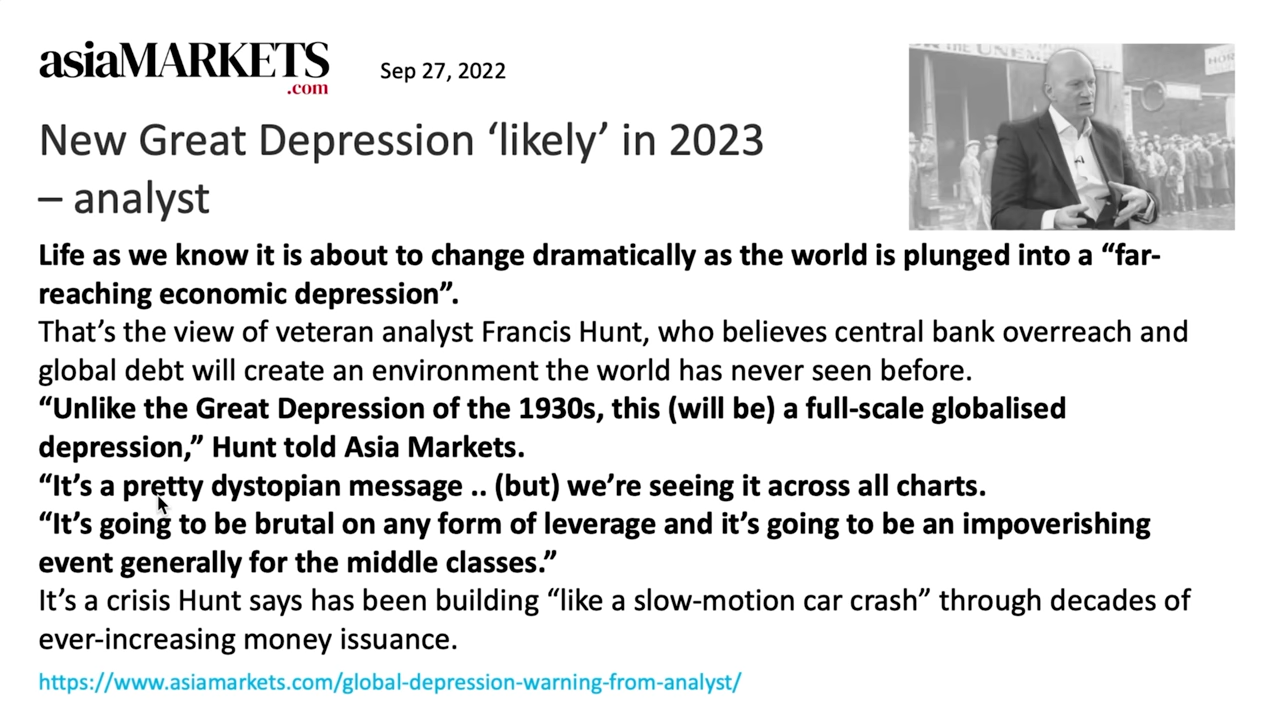 asiaMARKETS
.com
Sep 27, 2022
THE UNEM
HOR
New Great Depression ‘likely’ in 2023
– analyst
Life as we know it is about to change dramatically as the world is plunged into a “far-
reaching economic depression”.
That’s the view of veteran analyst Francis Hunt, who believes central bank overreach and
global debt will create an environment the world has never seen before.
“Unlike the Great Depression of the 1930s, this (will be) a full-scale globalised
depression,” Hunt told Asia Markets.
“It’s a pretty dystopian message .. (but) we’re seeing it across all charts.
“It’s going to be brutal on any form of leverage and it’s going to be an impoverishing
event generally for the middle classes.”
It’s a crisis Hunt says has been building “like a slow-motion car crash” through decades of
ever-increasing money issuance.
https://www.asiamarkets.com/global-depression-warning-from-analyst/